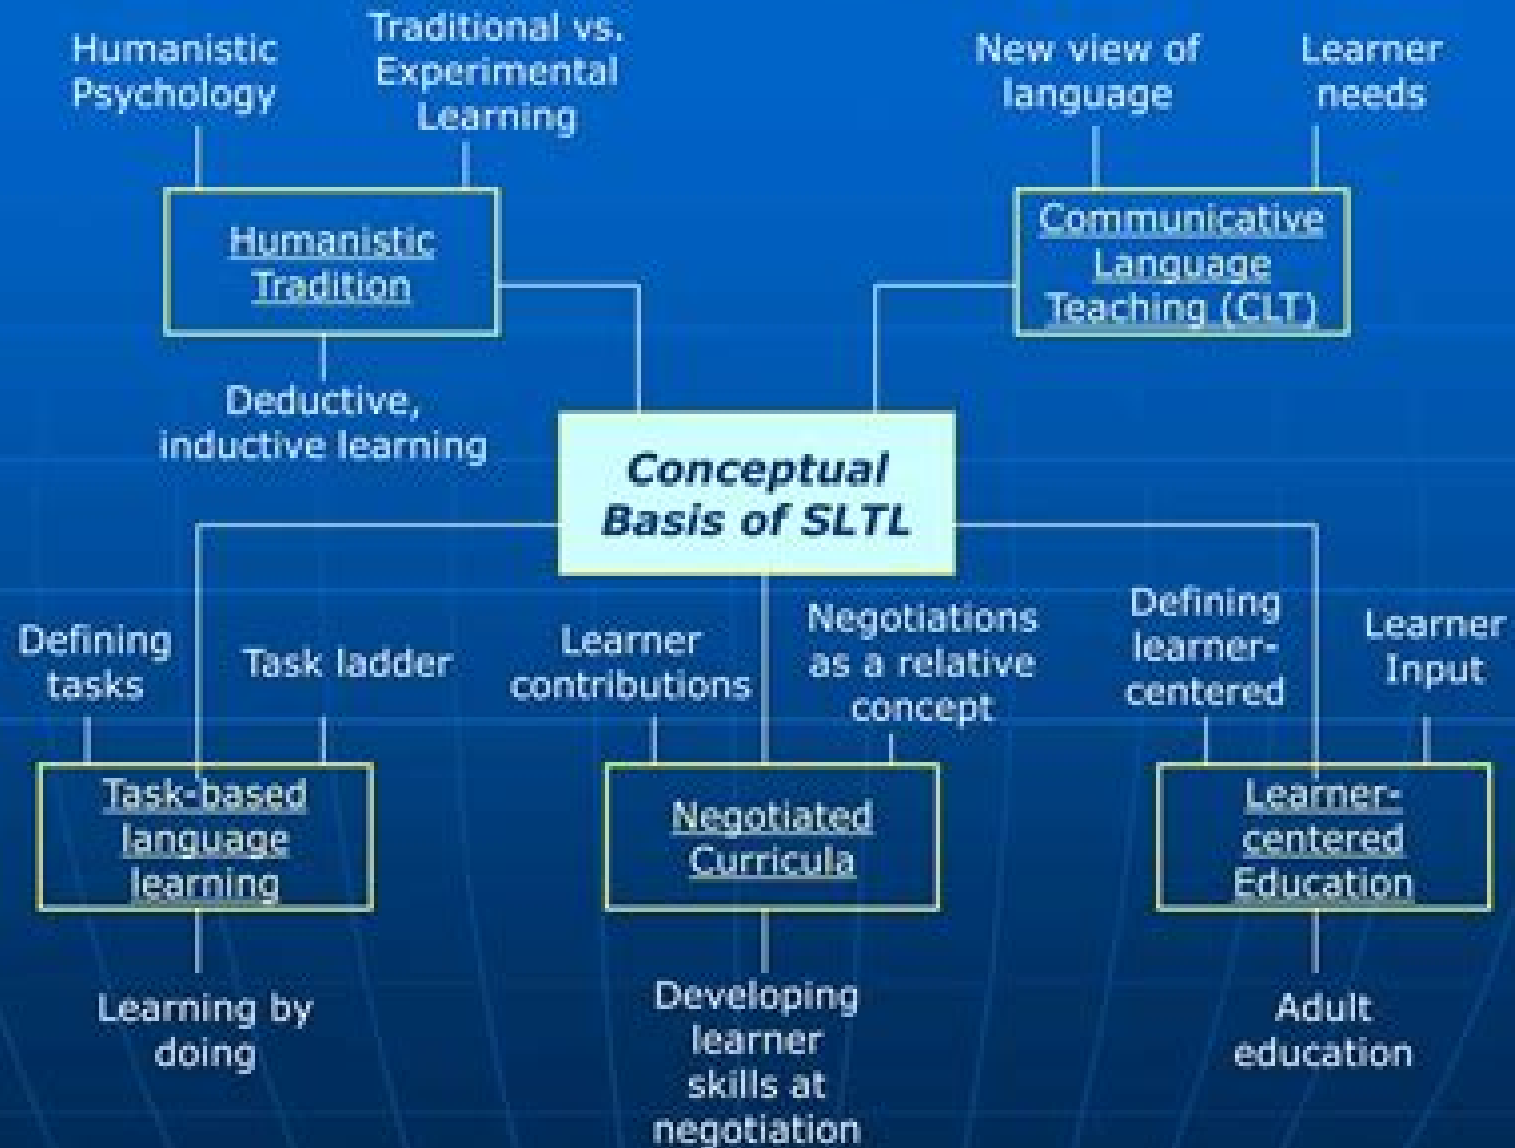 Humanistic
Psychology
Traditional vs.
Experimental
Learning
New view of
language
Learner
needs
Humanistic
Tradition
Communicative
Language
Teaching (CLT)
Deductive,
inductive learning
Conceptual
Basis of SLTL
Defining
tasks
Task ladder
Learner
contributions
Negotiations
as a relative
concept
Defining
learner-
centered
Learner
Input
Task-based
language
learning
Negotiated
Curricula
Learner-
centered
Education
Learning by
doing
Developing
learner
skills at
negotiation
Adult
education